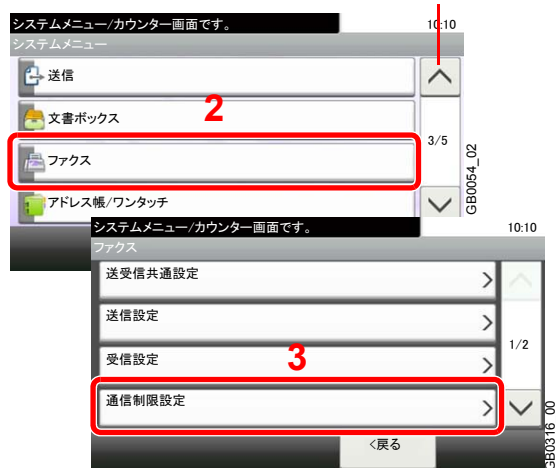 システムメニュー/カウンター画面です。
10:10
システムメニュー
送信
2
文書ボックス
3/5
ファクス
アドレス帳/ワンタッチ
GB0054_02
システムメニュー/カウンター画面です。
10:10
ファクス
送受信共通設定
送信設定
1/2
受信設定
3
通信制限設定
<戻る
GB0316_00